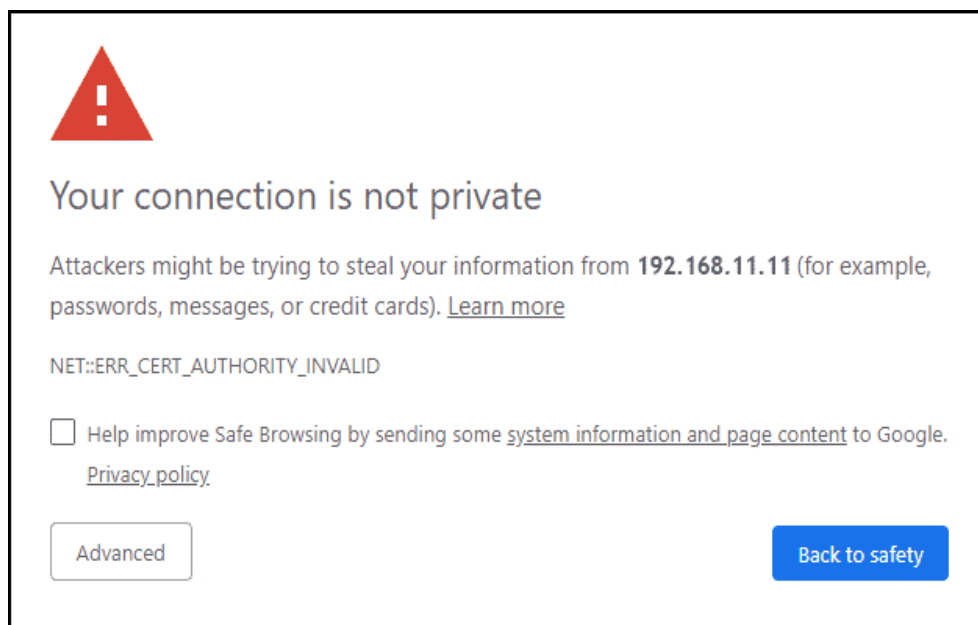 Your connection is not private
Attackers might be trying to steal your information from 192.168.11.11 (for example,
passwords, messages, or credit cards). Learn more
NET::ERR_CERT_AUTHORITY_INVALID
Help improve Safe Browsing by sending some system information and page content to Google.
Privacy policy
Advanced
Back to safety